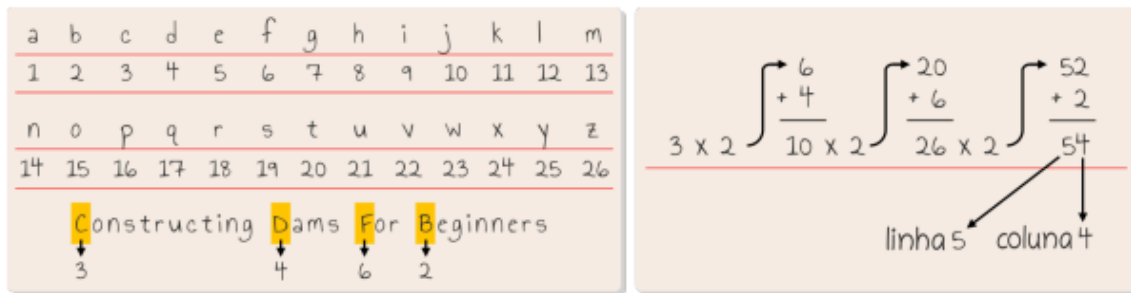 a b c d e f g h i j k l m
1 2 3 4 5 6 7 8 9 10 11 12 13
n o p q r s t u v w x y z
14 15 16 17 18 19 20 21 22 23 24 25 26
Constructing Dams For Beginners
3 4 6 2
6 20 52
+ 4 + 6 + 2
3 x 2 10 x 2 26 x 2 54
linha 5 coluna 4